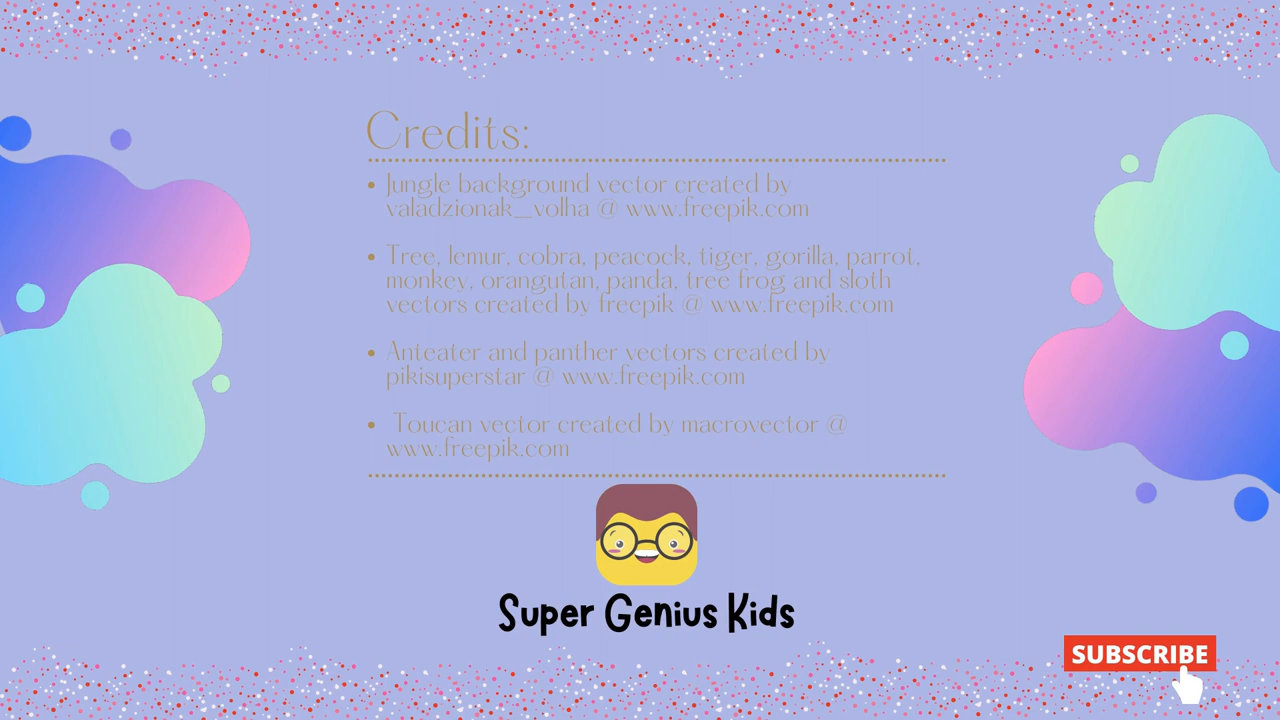 Credits:
• Jungle background vector created by
valadzionak_volha @ www.freepik.com
• Tree, lemur, cobra, peacock, tiger, gorilla, parrot,
monkey, orangutan, panda, tree frog and sloth
vectors created by freepik @ www.freepik.com
• Anteater and panther vectors created by
pikisuperstar @ www.freepik.com
• Toucan vector created by macrovector @
www.freepik.com
Super Genius Kids
SUBSCRIBE